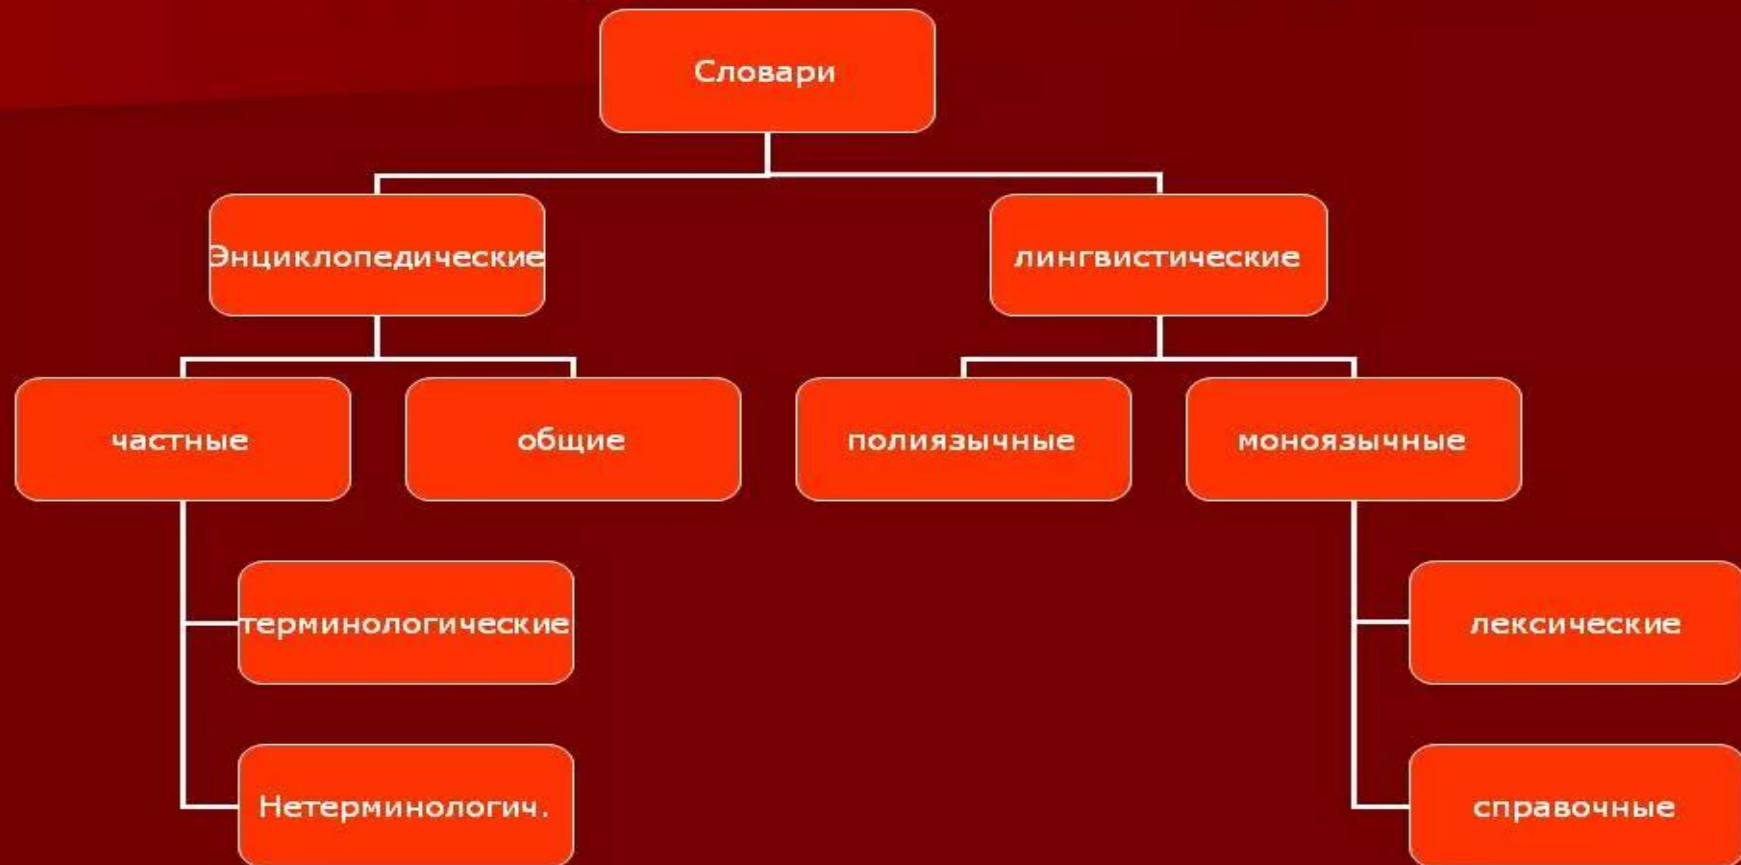 Словари
Энциклопедические
лингвистические
частные
общие
полиязычные
моноязычные
терминологические
лексические
Нетерминологич.
справочные